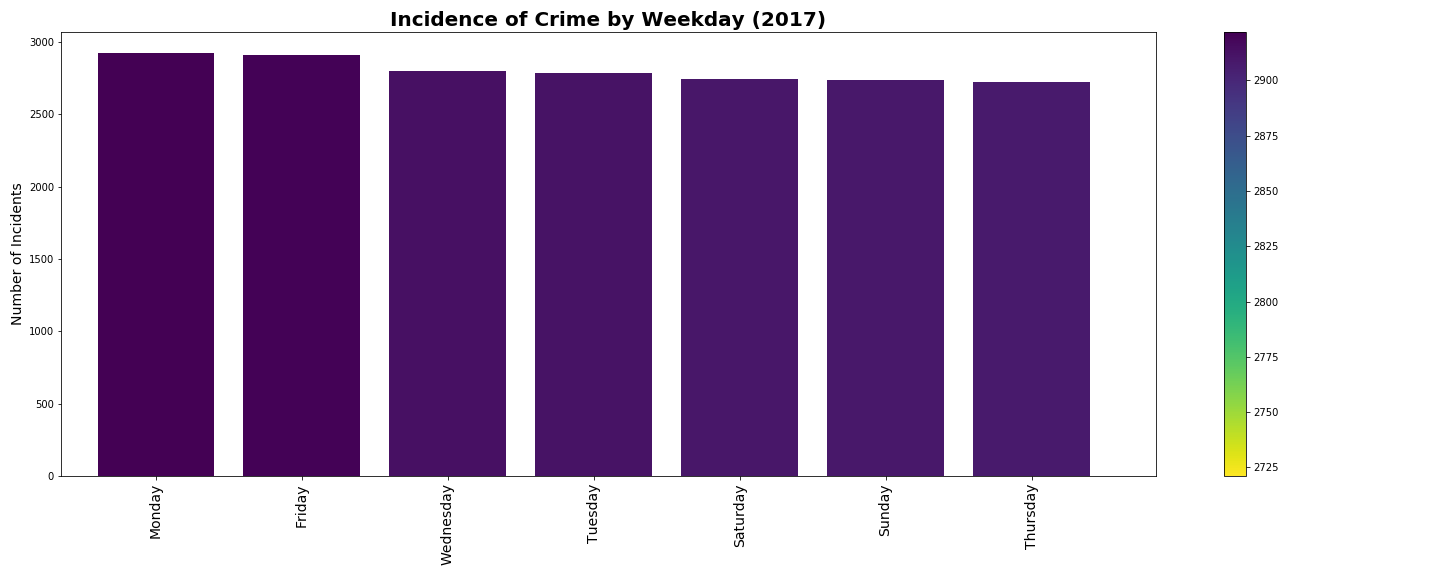 Incidence of Crime by Weekday (2017)
3000
2500
2000
1500
1000
500
0
Number of Incidents
Monday
Friday
Wednesday
Tuesday
Saturday
Sunday
Thursday
2900
2875
2850
2825
2800
2775
2750
2725